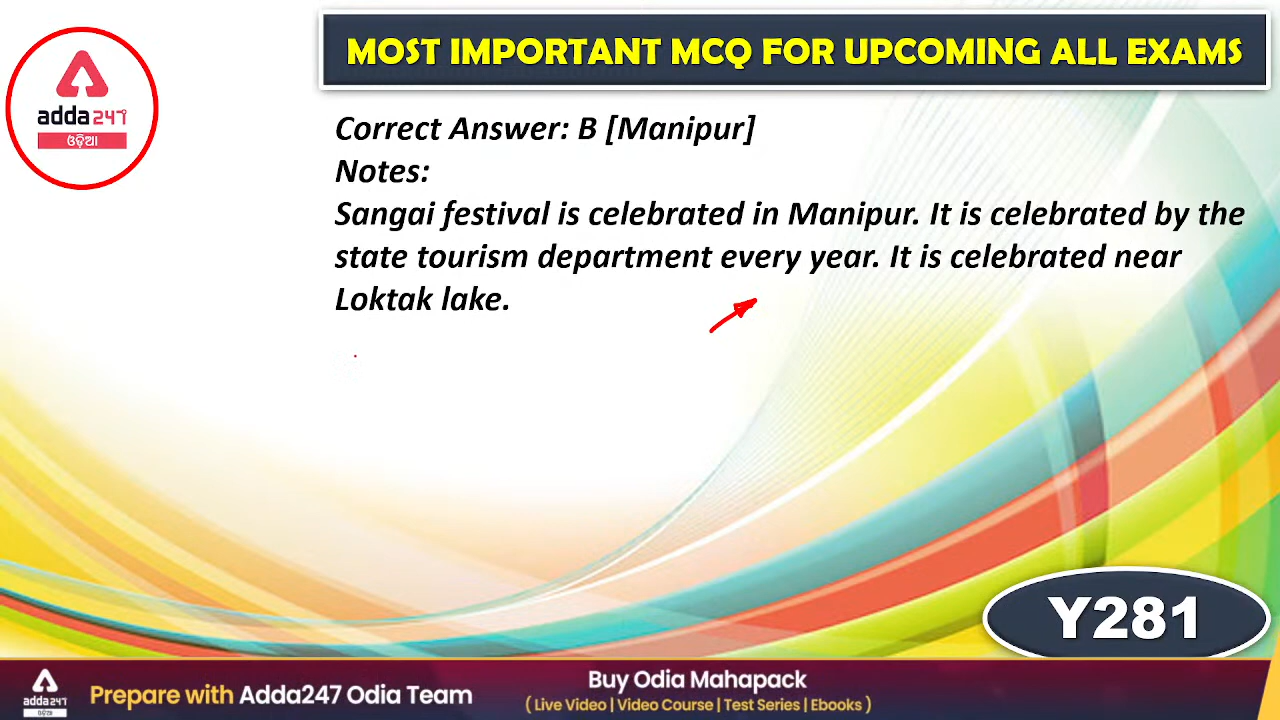 MOST IMPORTANT MCQ FOR UPCOMING ALL EXAMS
adda247
ଓଡ଼ିଆ
Correct Answer: B [Manipur]
Notes:
Sangai festival is celebrated in Manipur. It is celebrated by the
state tourism department every year. It is celebrated near
Loktak lake.
Y281
adda247
ଓଡ଼ିଆ
Prepare with Adda247 Odia Team
Buy Odia Mahapack
( Live Video | Video Course | Test Series | Ebooks )